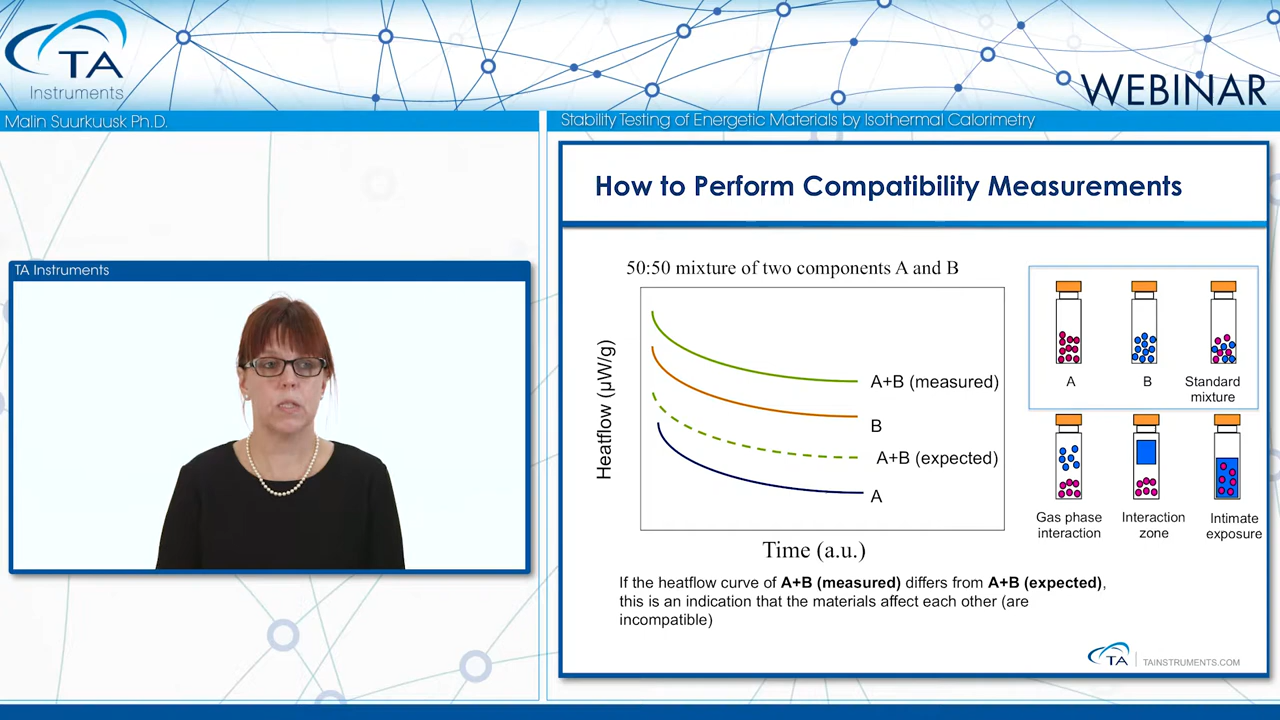 TA
Instruments
WEBINAR
Malin Suurkuusk Ph.D.
Stability Testing of Energetic Materials by Isothermal Calorimetry
TA Instruments
How to Perform Compatibility Measurements
50:50 mixture of two components A and B
Heatflow (µW/g)
A+B (measured)
B
A+B (expected)
A
Time (a.u.)
A
B
Standard
mixture
Gas phase
interaction
Interaction
zone
Intimate
exposure
If the heatflow curve of A+B (measured) differs from A+B (expected),
this is an indication that the materials affect each other (are
incompatible)
TA
TAINSTRUMENTS.COM